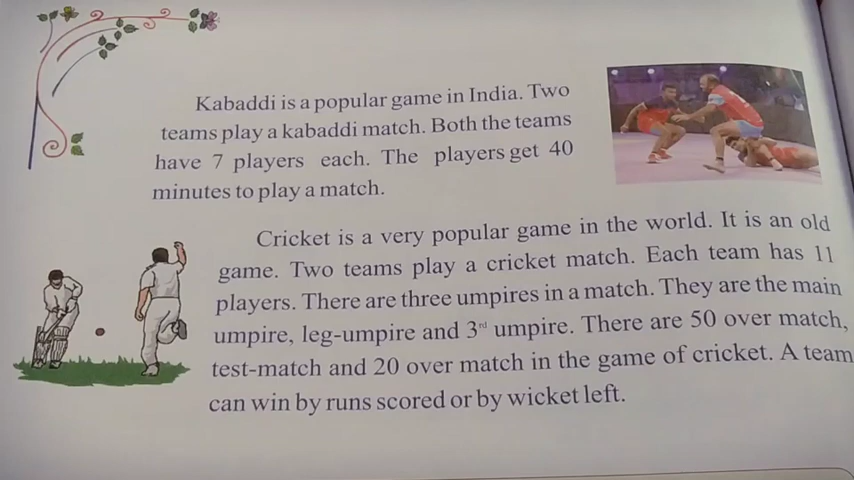 Kabaddi is a popular game in India. Two
teams play a kabaddi match. Both the teams
have 7 players each. The players get 40
minutes to play a match.
Cricket is a very popular game in the world. It is an old
game. Two teams play a cricket match. Each team has 11
players. There are three umpires in a match. They are the main
umpire, leg-umpire and 3rd umpire. There are 50 over match,
test-match and 20 over match in the game of cricket. A team
can win by runs scored or by wicket left.